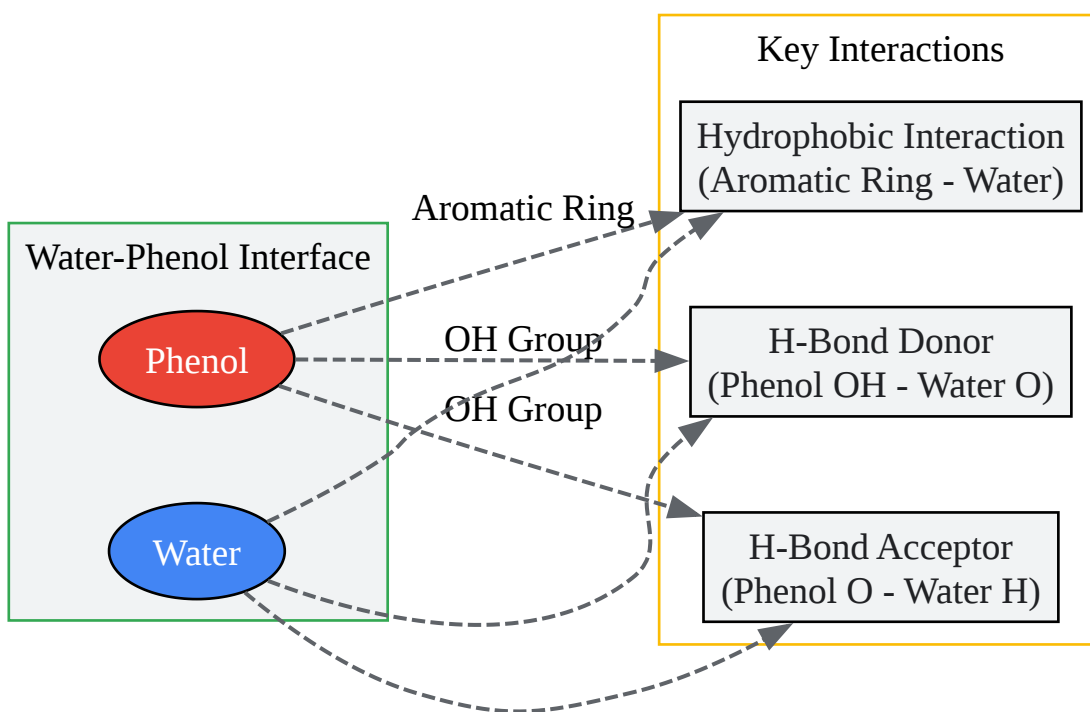 Key Interactions
Hydrophobic Interaction
(Aromatic Ring - Water)
Aromatic Ring
Water-Phenol Interface
Phenol
OH Group
H-Bond Donor
(Phenol OH - Water O)
OH Group
Water
H-Bond Acceptor
(Phenol O - Water H)